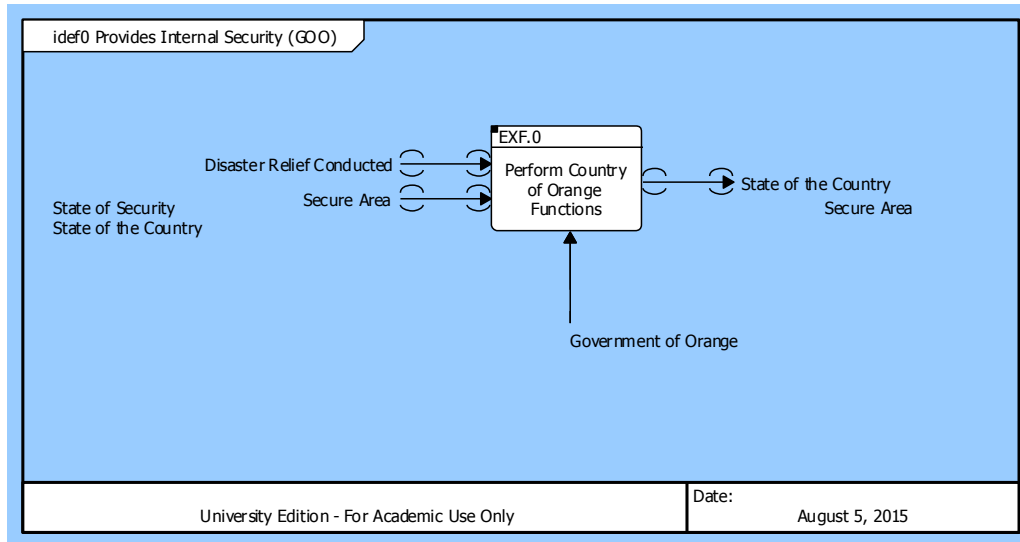 idef0 Provides Internal Security (GOO)
EXF.0
Disaster Relief Conducted
Perform Country
of Orange
Functions
State of the Country
Secure Area
Secure Area
State of Security
State of the Country
Government of Orange
University Edition - For Academic Use Only
Date:
August 5, 2015